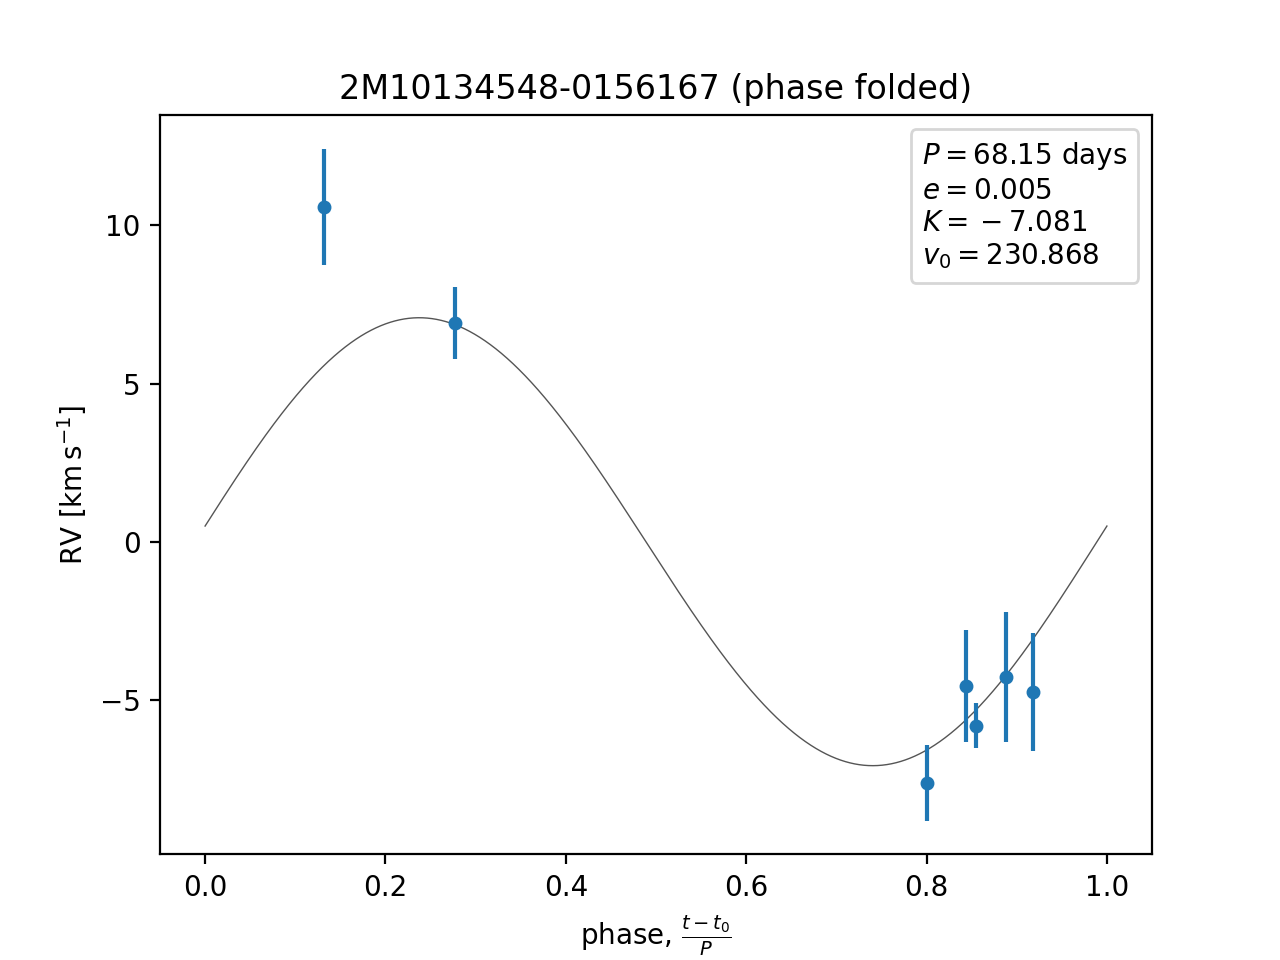 2M10134548-0156167 (phase folded)
P = 68.15 days
e = 0.005
K = −7.081
v₀ = 230.868
RV [km s⁻¹]
10
5
0
−5
0.0 0.2 0.4 0.6 0.8 1.0
phase, (t − t₀)/P